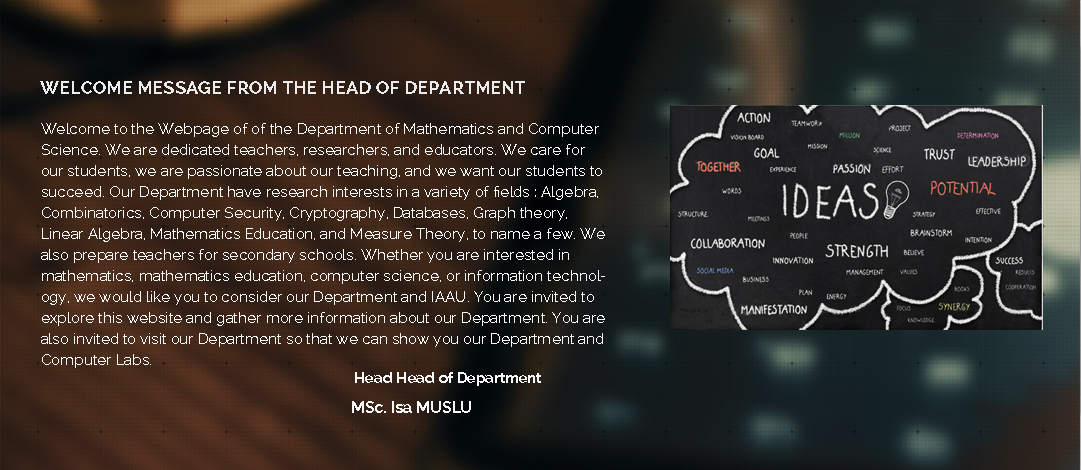 WELCOME MESSAGE FROM THE HEAD OF DEPARTMENT
Welcome to the Webpage of of the Department of Mathematics and Computer
Science. We are dedicated teachers, researchers, and educators. We care for
our students, we are passionate about our teaching, and we want our students to
succeed. Our Department have research interests in a variety of fields : Algebra,
Combinatorics, Computer Security, Cryptography, Databases, Graph theory,
Linear Algebra, Mathematics Education, and Measure Theory, to name a few. We
also prepare teachers for secondary schools. Whether you are interested in
mathematics, mathematics education, computer science, or information technol-
ogy, we would like you to consider our Department and IAAU. You are invited to
explore this website and gather more information about our Department. You are
also invited to visit our Department so that we can show you our Department and
Computer Labs.
Head Head of Department
MSc. Isa MUSLU
ACTION
TEAMWORK
VISION BOARD
MILLION
PROJECT
DETERMINATION
MISSION
SCIENCE
GOAL
TRUST
LEADERSHIP
TOGETHER
EXPERIENCE
PASSION
EFFORT
WORDS
IDEAS
POTENTIAL
STRUCTURE
MEETINGS
STRATEGY
EFFECTIVE
PEOPLE
BRAINSTORM
INTENTION
COLLABORATION
STRENGTH
BELIEVE
INNOVATION
SUCCESS
SOCIAL MEDIA
MANAGEMENT
VALUES
RESULTS
BUSINESS
BOOKS
COOPERATION
PLAN
ENERGY
MANIFESTATION
FOCUS
SYNERGY
KNOWLEDGE